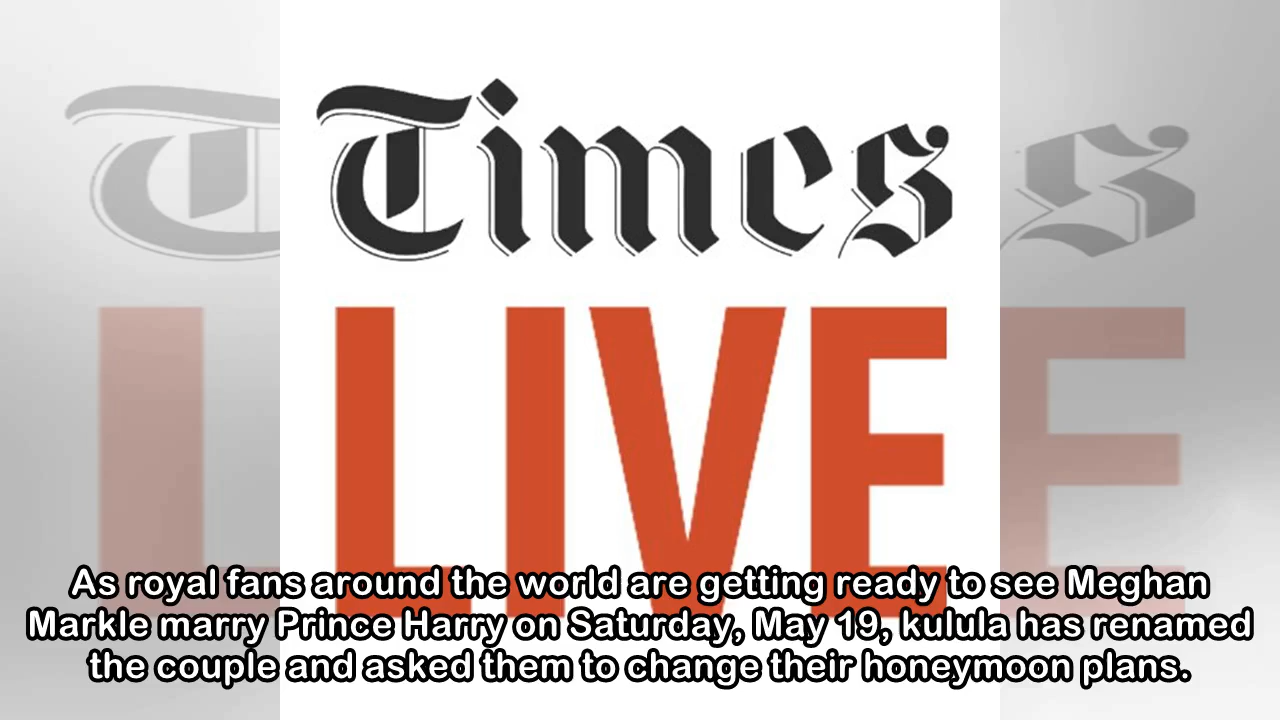 Times
LIVE
As royal fans around the world are getting ready to see Meghan
Markle marry Prince Harry on Saturday, May 19, kulula has renamed
the couple and asked them to change their honeymoon plans.